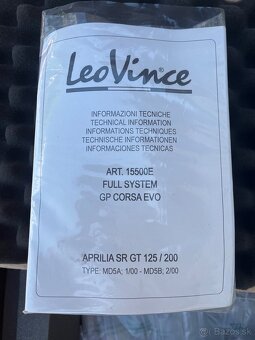 LeoVince
INFORMAZIONI TECNICHE
TECHNICAL INFORMATION
INFORMATIONS TECHNIQUES
TECHNISCHE INFORMATIONEN
INFORMACIONES TECNICAS
ART. 15500E
FULL SYSTEM
GP CORSA EVO
APRILIA SR GT 125 / 200
TYPE: MD5A; 1/00 - MD5B; 2/00
bazar.sk